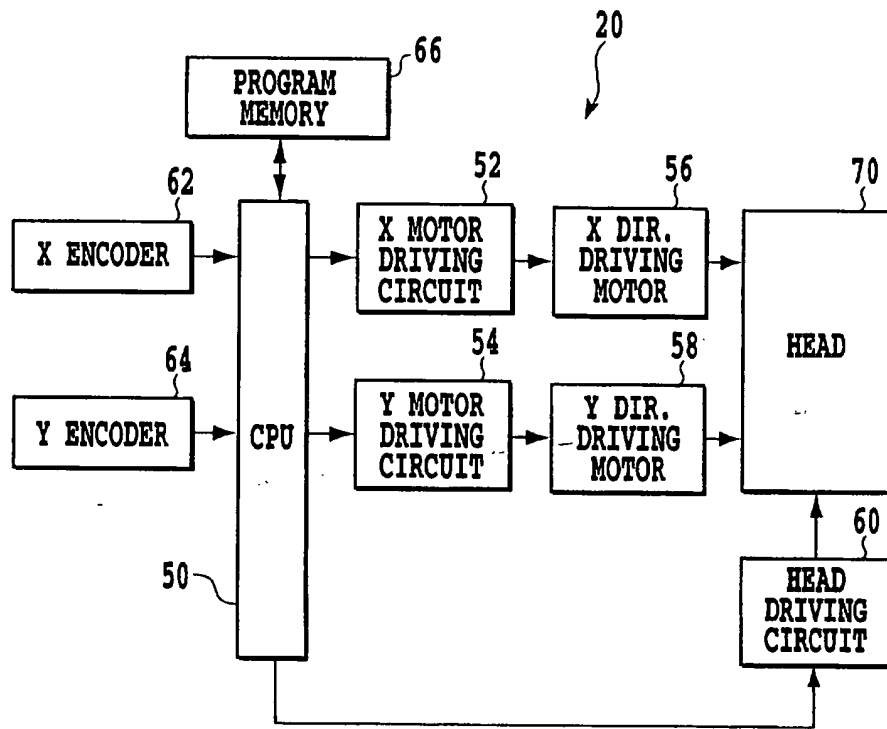 20
66
PROGRAM
MEMORY
62
X ENCODER
52
X MOTOR
DRIVING
CIRCUIT
56
X DIR.
DRIVING
MOTOR
70
HEAD
64
Y ENCODER
CPU
54
Y MOTOR
DRIVING
CIRCUIT
58
Y DIR.
DRIVING
MOTOR
50
60
HEAD
DRIVING
CIRCUIT